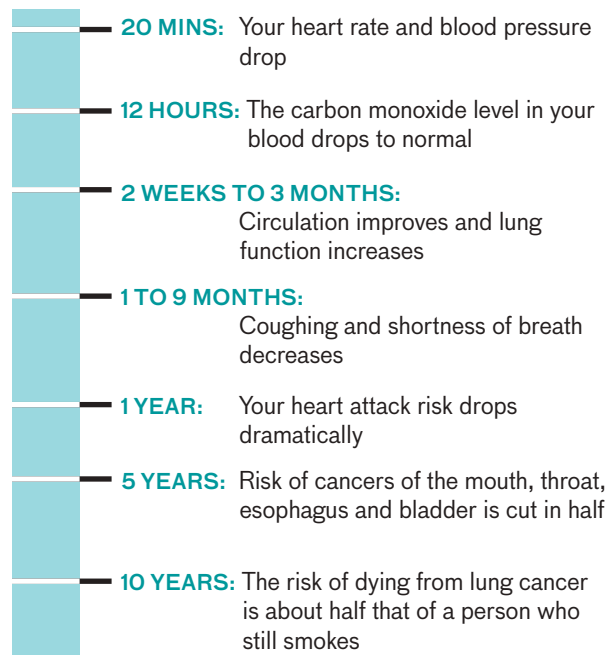 20 MINS: Your heart rate and blood pressure
drop
12 HOURS: The carbon monoxide level in your
blood drops to normal
2 WEEKS TO 3 MONTHS:
Circulation improves and lung
function increases
1 TO 9 MONTHS:
Coughing and shortness of breath
decreases
1 YEAR: Your heart attack risk drops
dramatically
5 YEARS: Risk of cancers of the mouth, throat,
esophagus and bladder is cut in half
10 YEARS: The risk of dying from lung cancer
is about half that of a person who
still smokes